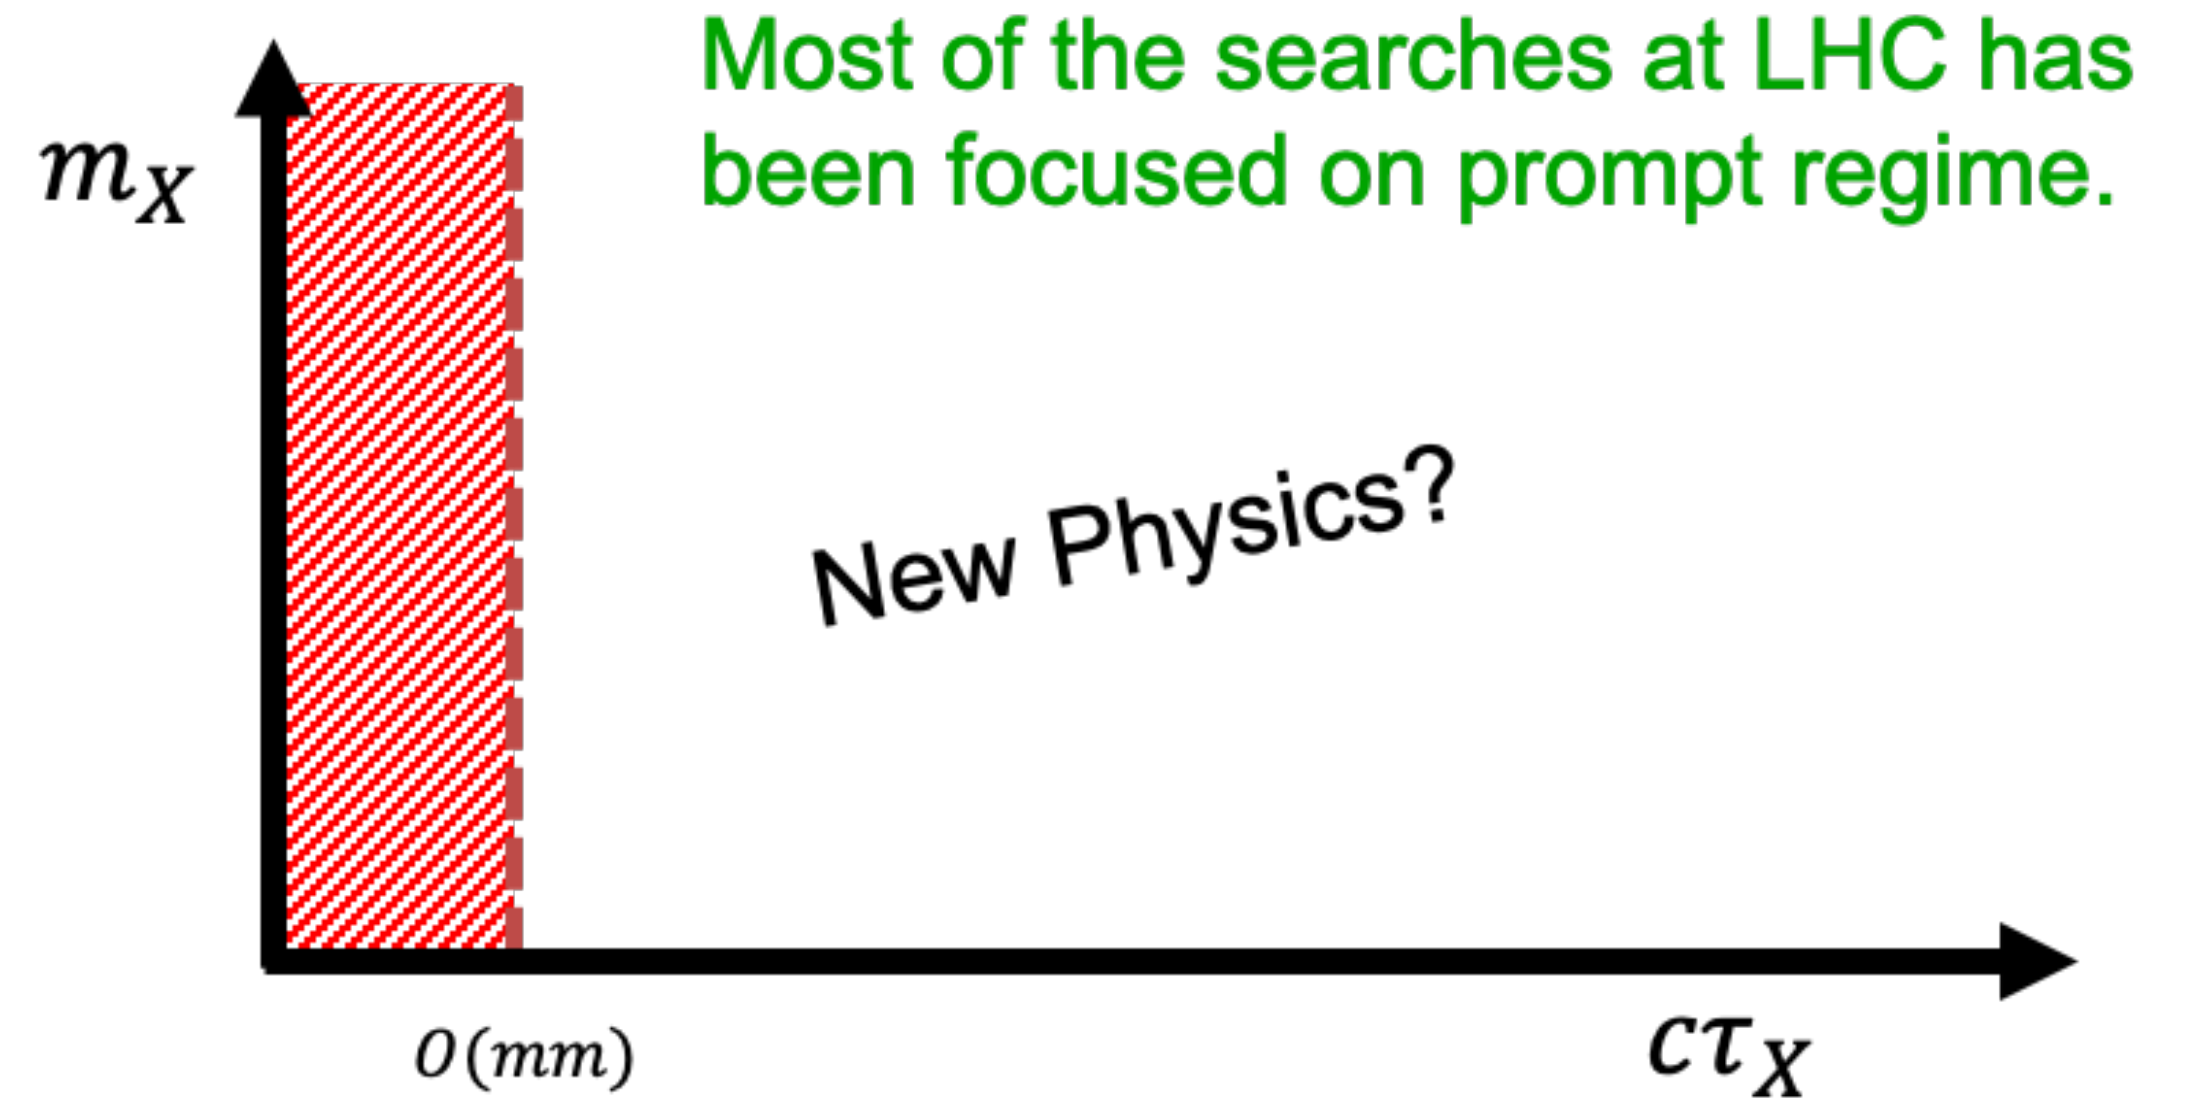 Most of the searches at LHC has
been focused on prompt regime.
m_X
New Physics?
O(mm)
cτ_X